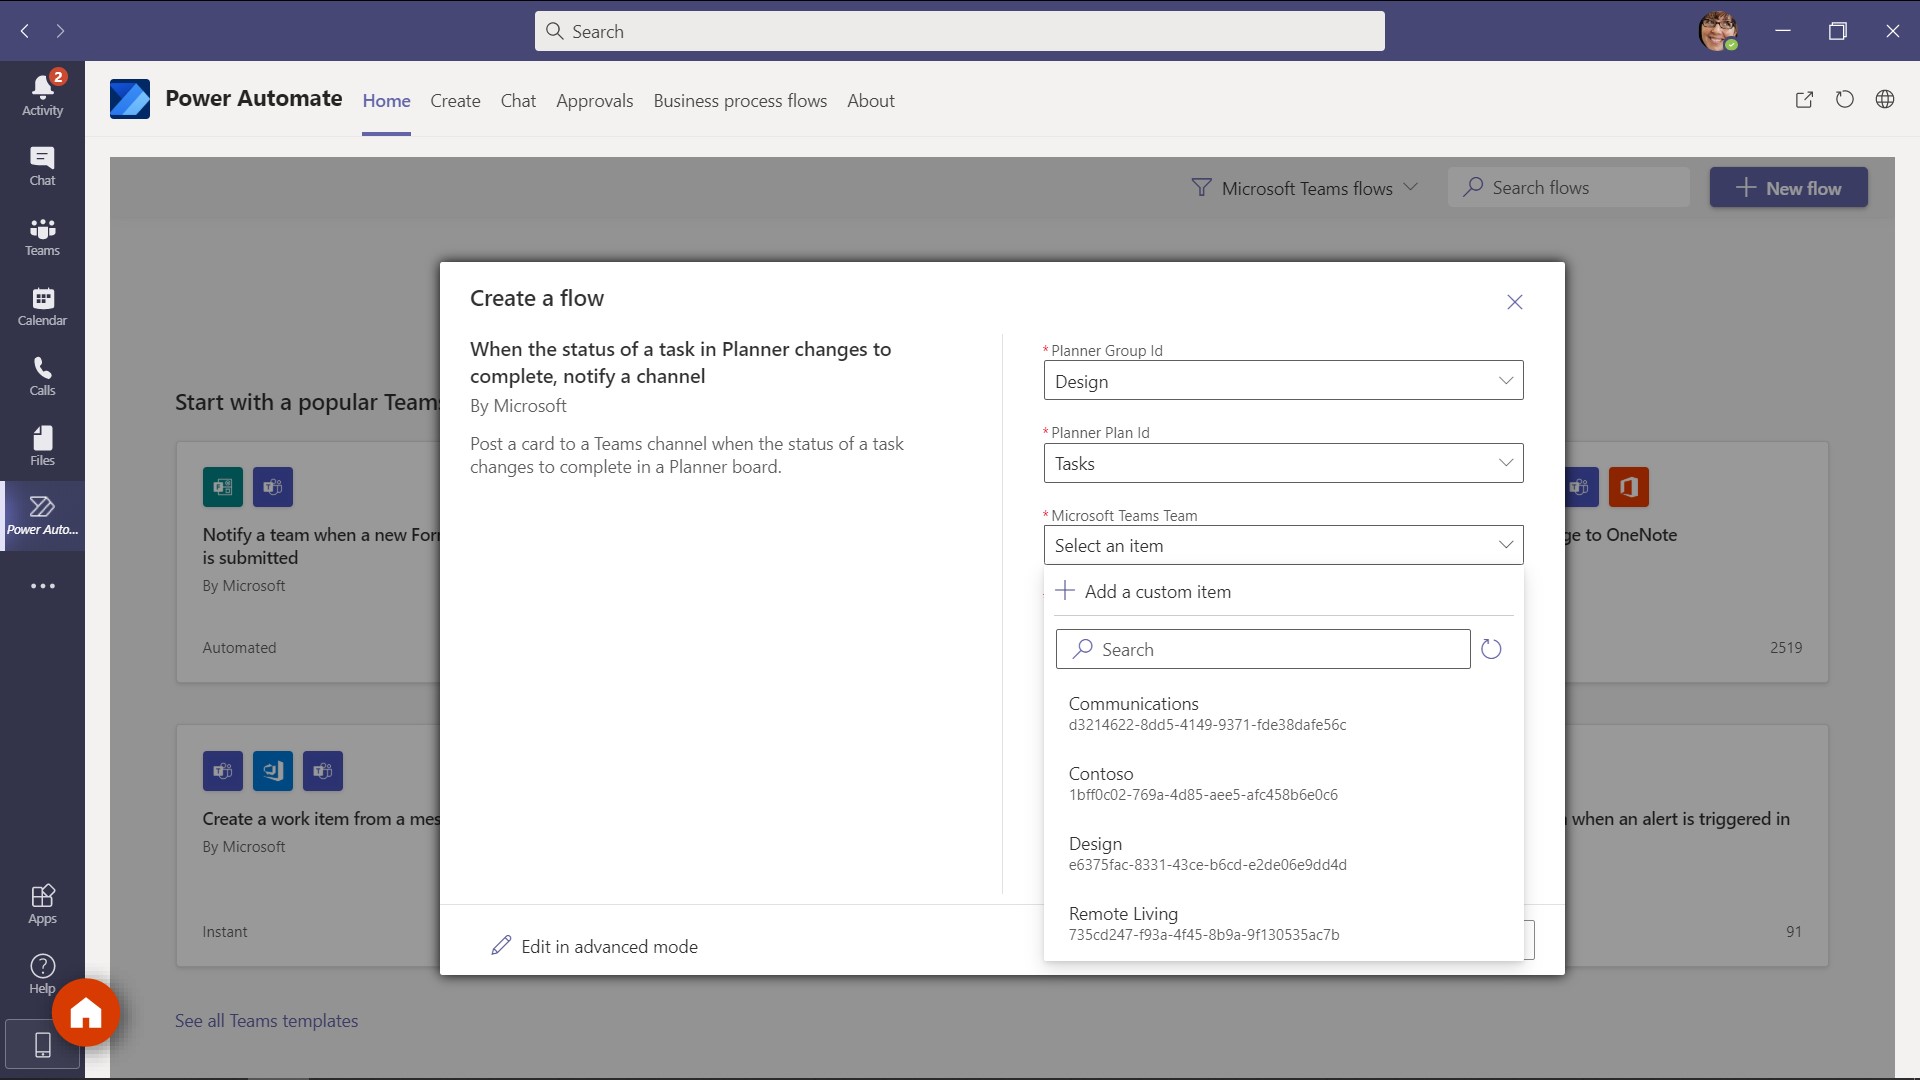 Search
2
Activity
Chat
Teams
Calendar
Calls
Files
Power Auto...
Apps
Help
Power Automate
Home
Create
Chat
Approvals
Business process flows
About
Microsoft Teams flows
Search flows
New flow
Start with a popular Teams
Notify a team when a new For
is submitted
By Microsoft
Automated
ge to OneNote
2519
Create a work item from a mes
By Microsoft
Instant
when an alert is triggered in
91
See all Teams templates
Create a flow
When the status of a task in Planner changes to
complete, notify a channel
By Microsoft
Post a card to a Teams channel when the status of a task
changes to complete in a Planner board.
Edit in advanced mode
* Planner Group Id
Design
* Planner Plan Id
Tasks
* Microsoft Teams Team
Select an item
Add a custom item
Search
Communications
d3214622-8dd5-4149-9371-fde38dafe56c
Contoso
1bff0c02-769a-4d85-aee5-afc458b6e0c6
Design
e6375fac-8331-43ce-b6cd-e2de06e9dd4d
Remote Living
735cd247-f93a-4f45-8b9a-9f130535ac7b